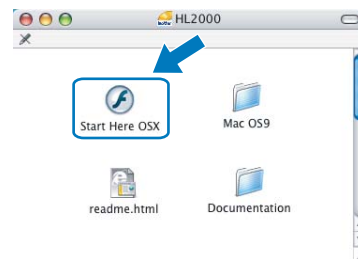 HL2000
Start Here OSX
Mac OS9
readme.html
Documentation